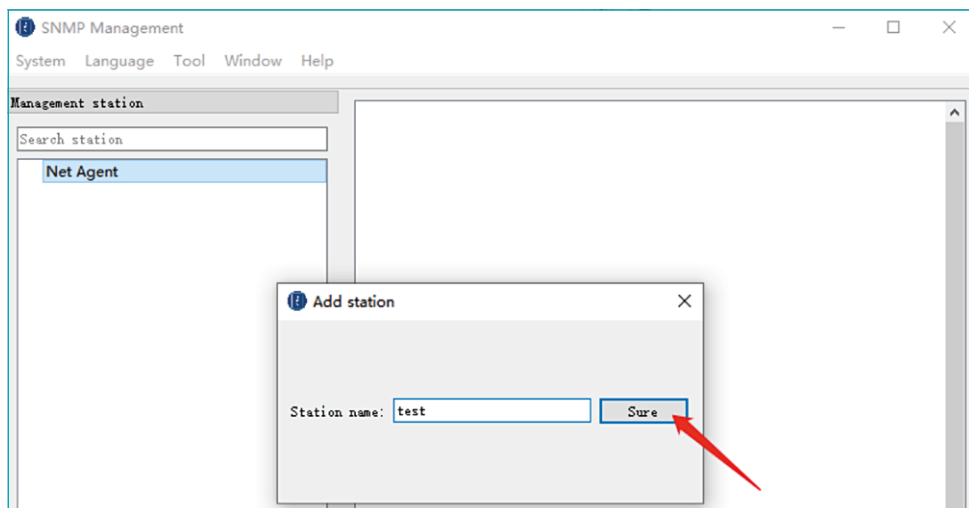 SNMP Management
System Language Tool Window Help
Management station
Search station
Net Agent
Add station
Station name: test Sure